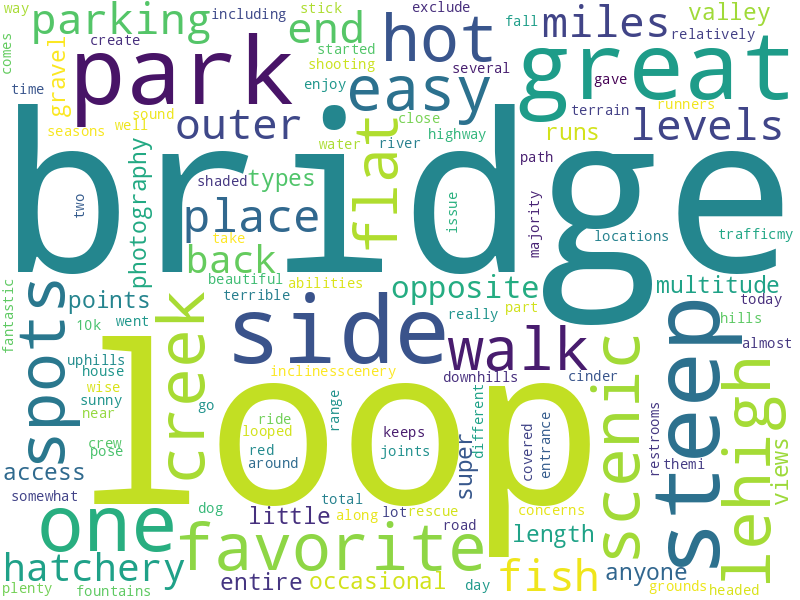 way
parking
including
end
stick
exclude
fall
miles
valley
comes
create
started
hot
relatively
gravel
park
shooting
several
great
time
enjoy
easy
gave
terrain
runners
sound
outer
close
levels
seasons
well
highway
runs
water
river
bridge
photography
flat
path
shaded
types
two
place
issue
majority
locations
trafficmy
take
back
beautiful
abilities
opposite
multitude
fantastic
spots
points
terrible
part
today
10k
went
side
really
steep
hills
creek
walk
scenic
almost
uphills
house
inclinesscenery
downhills
cinder
lehigh
loop
wise
sunny
go
range
different
near
ride
looped
keeps
covered
entrance
restrooms
views
crew
pose
red
around
joints
super
themi
access
somewhat
total
dog
one
little
along
lot
rescue
concerns
road
length
favorite
hatchery
entire
occasional
day
fish
anyone
plenty
fountains
grounds
headed